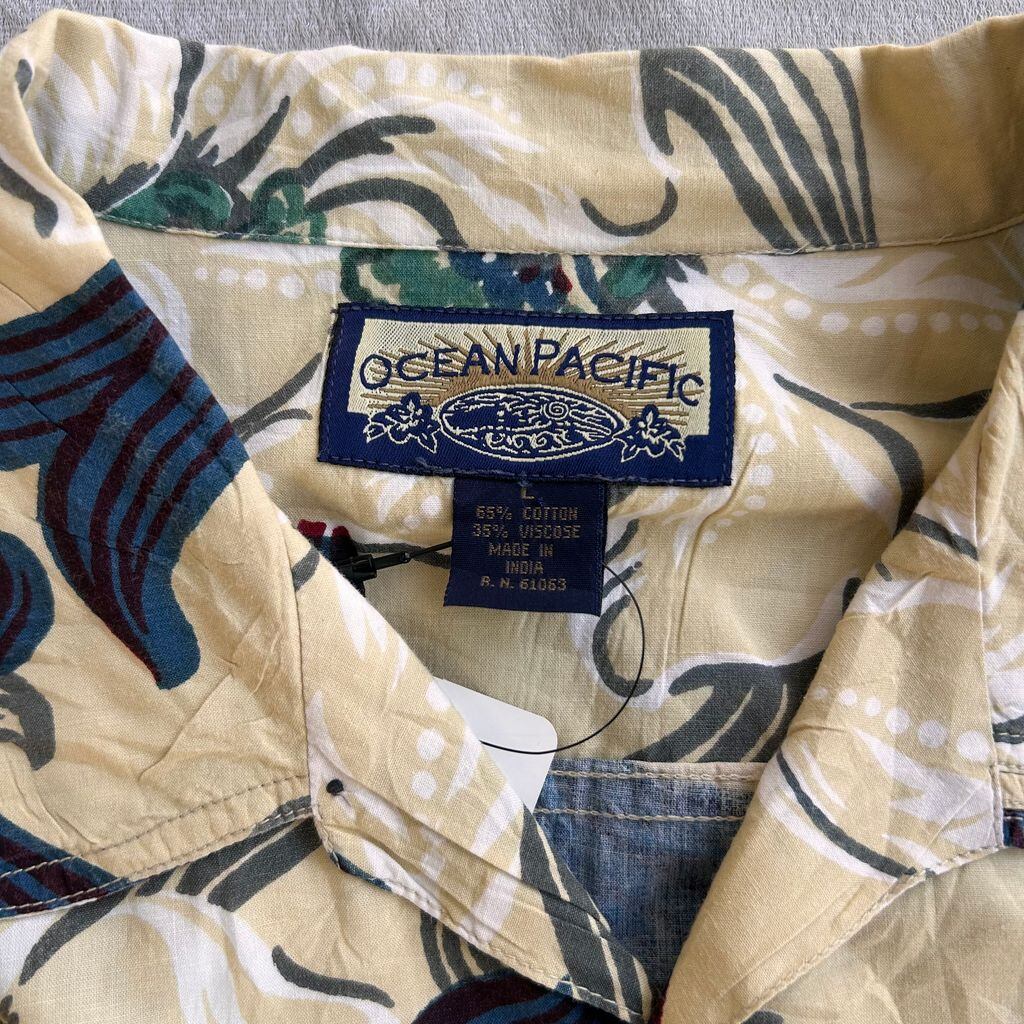 OCEAN PACIFIC
L
65% COTTON
35% VISCOSE
MADE IN
INDIA
R. N. 61063